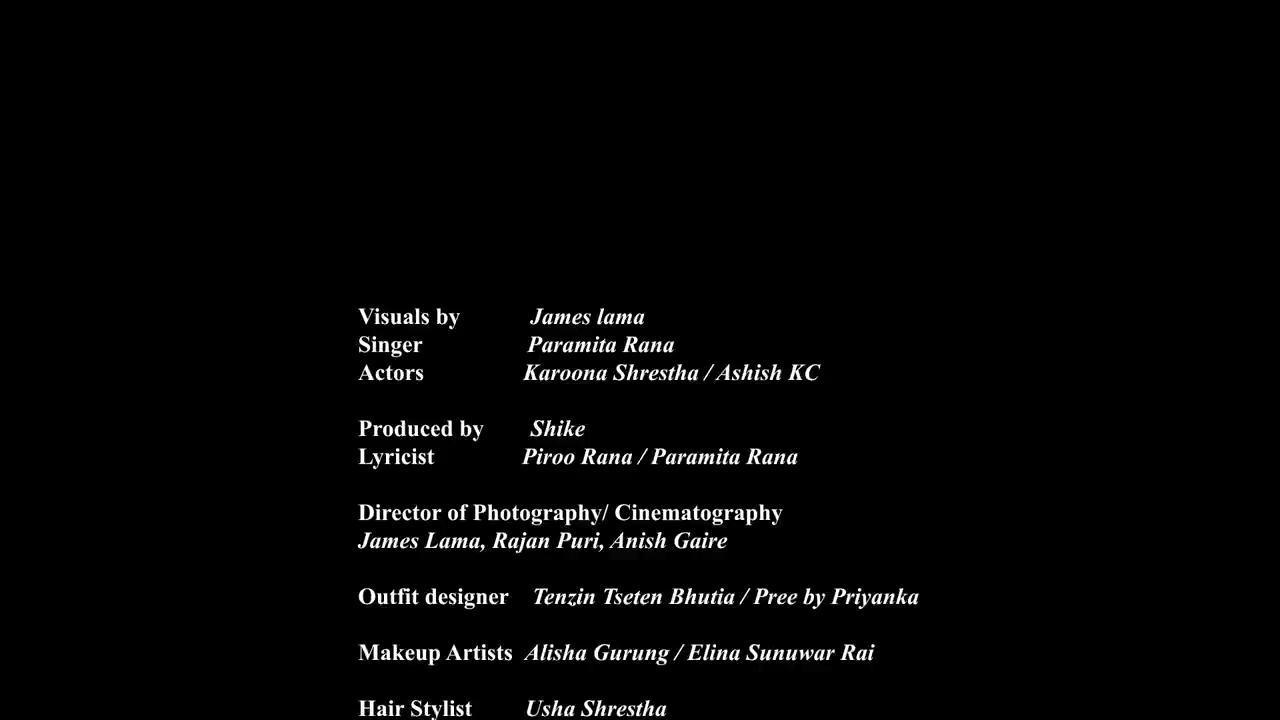 Visuals by James lama
Singer Paramita Rana
Actors Karoona Shrestha / Ashish KC
Produced by Shike
Lyricist Piroo Rana / Paramita Rana
Director of Photography/ Cinematography
James Lama, Rajan Puri, Anish Gaire
Outfit designer Tenzin Tseten Bhutia / Pree by Priyanka
Makeup Artists Alisha Gurung / Elina Sunuwar Rai
Hair Stylist Usha Shrestha